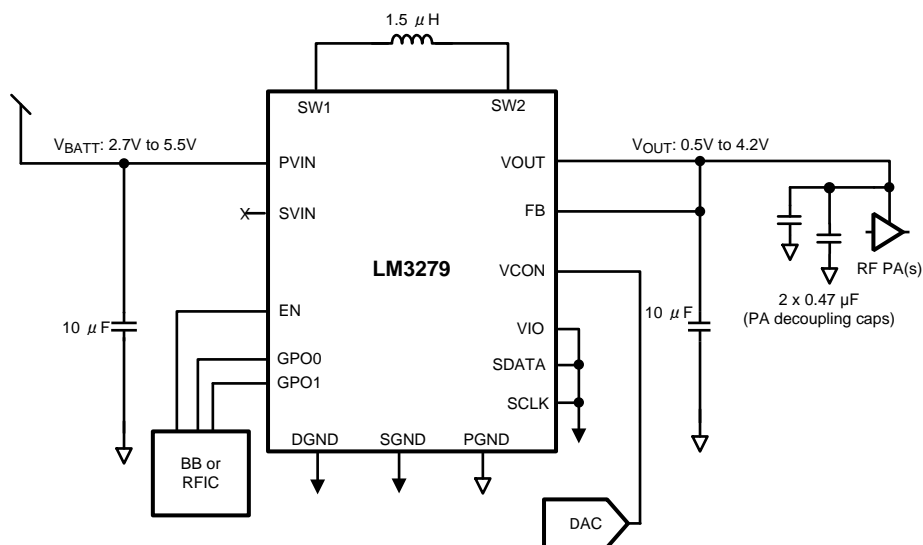 1.5 μH
SW1
SW2
VBATT: 2.7V to 5.5V
VOUT: 0.5V to 4.2V
PVIN
VOUT
SVIN
FB
LM3279
VCON
RF PA(s)
2 x 0.47 µF
(PA decoupling caps)
EN
10 μF
10 μF
VIO
GPO0
SDATA
GPO1
SCLK
DGND
SGND
PGND
BB or
RFIC
DAC